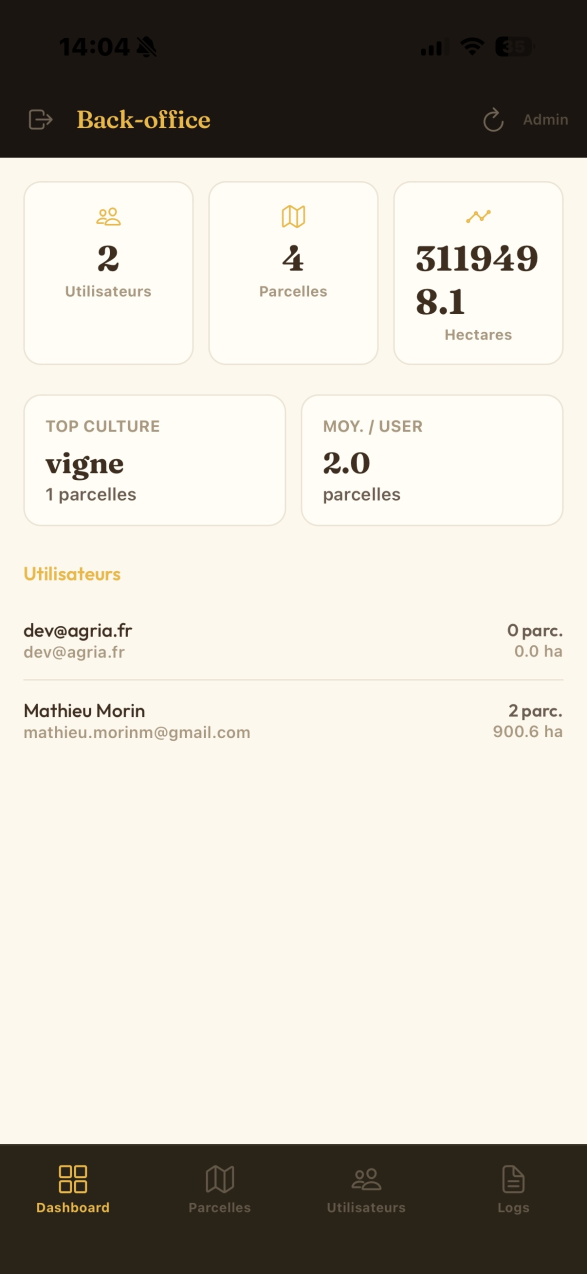 14:04
35
Back-office
Admin
2
Utilisateurs
4
Parcelles
311949
8.1
Hectares
TOP CULTURE
vigne
1 parcelles
MOY. / USER
2.0
parcelles
Utilisateurs
dev@agria.fr
0 parc.
dev@agria.fr
0.0 ha
Mathieu Morin
2 parc.
mathieu.morinm@gmail.com
900.6 ha
Dashboard
Parcelles
Utilisateurs
Logs